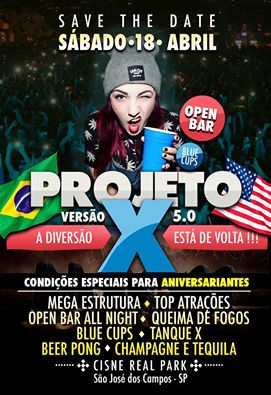 SAVE THE DATE
SÁBADO•18•ABRIL
OPEN BAR
BLUE CUPS
PROJETO
X
VERSÃO 5.0
A DIVERSÃO ESTÁ DE VOLTA !!!
CONDIÇÕES ESPECIAIS PARA ANIVERSARIANTES
MEGA ESTRUTURA ♦ TOP ATRAÇÕES
OPEN BAR ALL NIGHT ♦ QUEIMA DE FOGOS
BLUE CUPS ♦ TANQUE X
BEER PONG ♦ CHAMPAGNE E TEQUILA
CISNE REAL PARK
São José dos Campos - SP